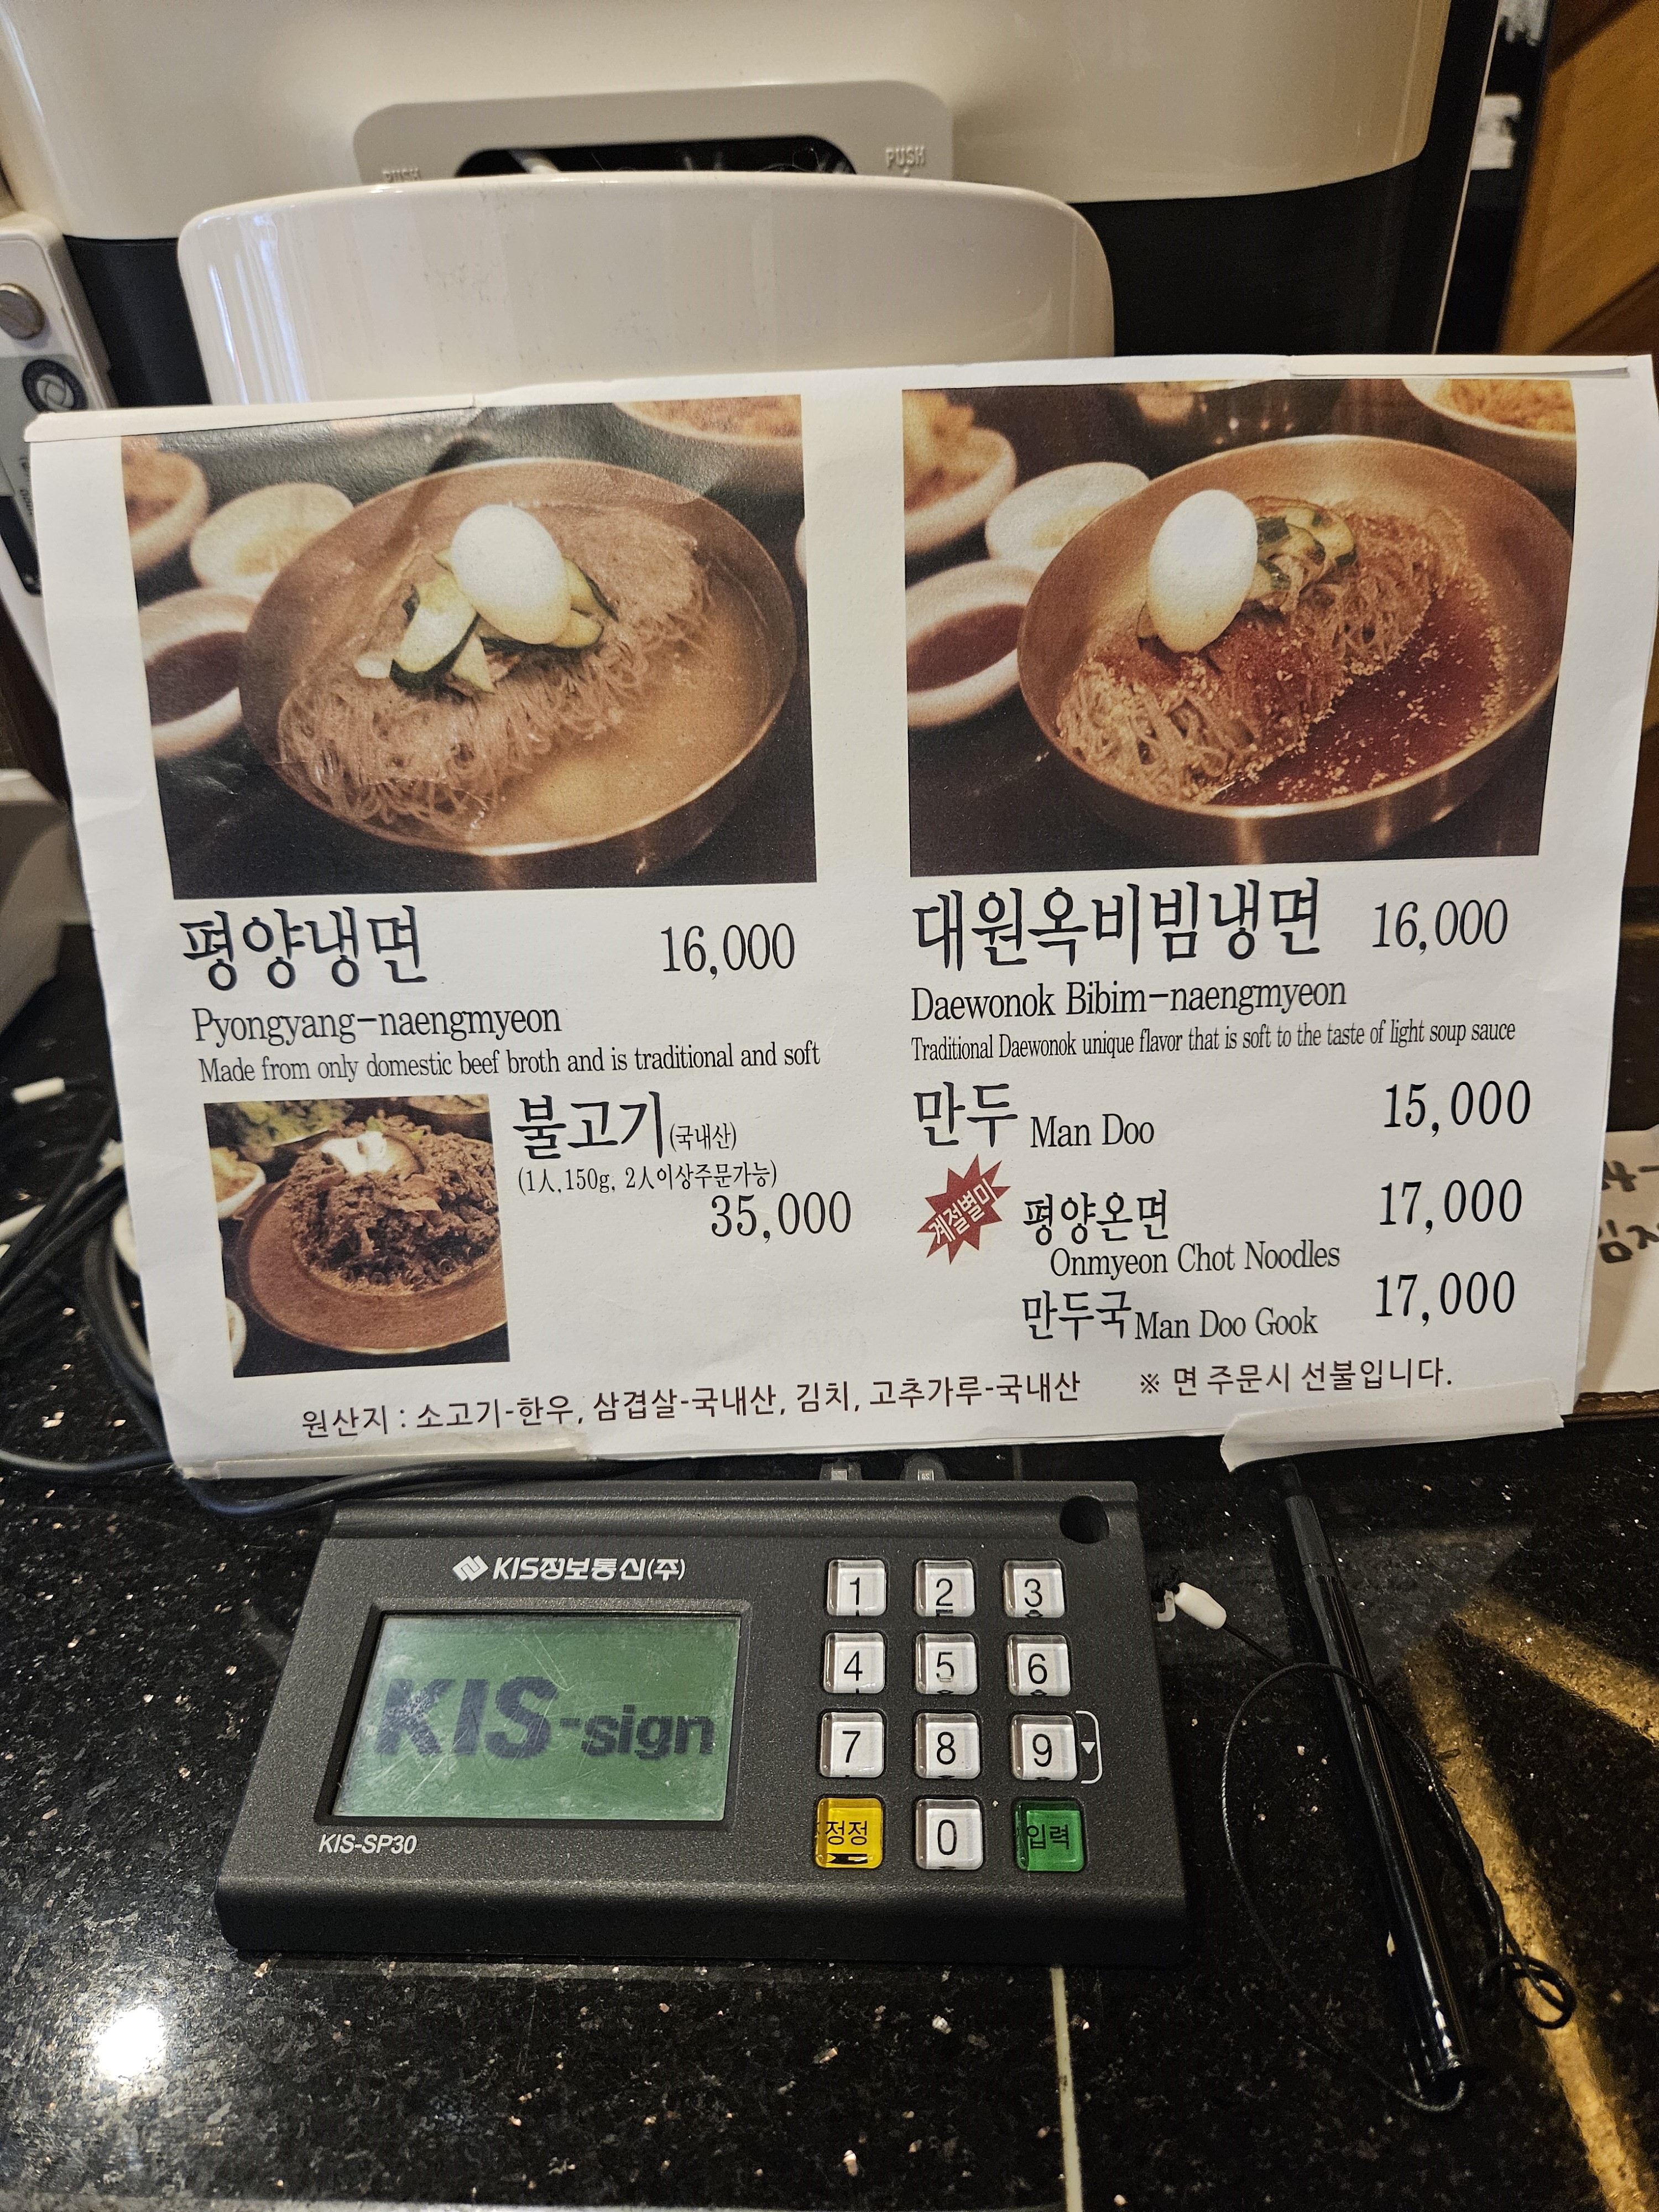 PUSH
PUSH
평양냉면 16,000
Pyongyang-naengmyeon
Made from only domestic beef broth and is traditional and soft
불고기(국내산)
(1人,150g, 2人이상주문가능)
35,000
대원옥비빔냉면 16,000
Daewonok Bibim-naengmyeon
Traditional Daewonok unique flavor that is soft to the taste of light soup sauce
만두 Man Doo 15,000
계절별미
평양온면 17,000
Onmyeon Chot Noodles
만두국 Man Doo Gook 17,000
원산지 : 소고기-한우, 삼겹살-국내산, 김치, 고추가루-국내산 ※ 면 주문시 선불입니다.
KIS정보통신(주)
KIS-sign
KIS-SP30
1 2 3
4 5 6
7 8 9
정정 0 입력